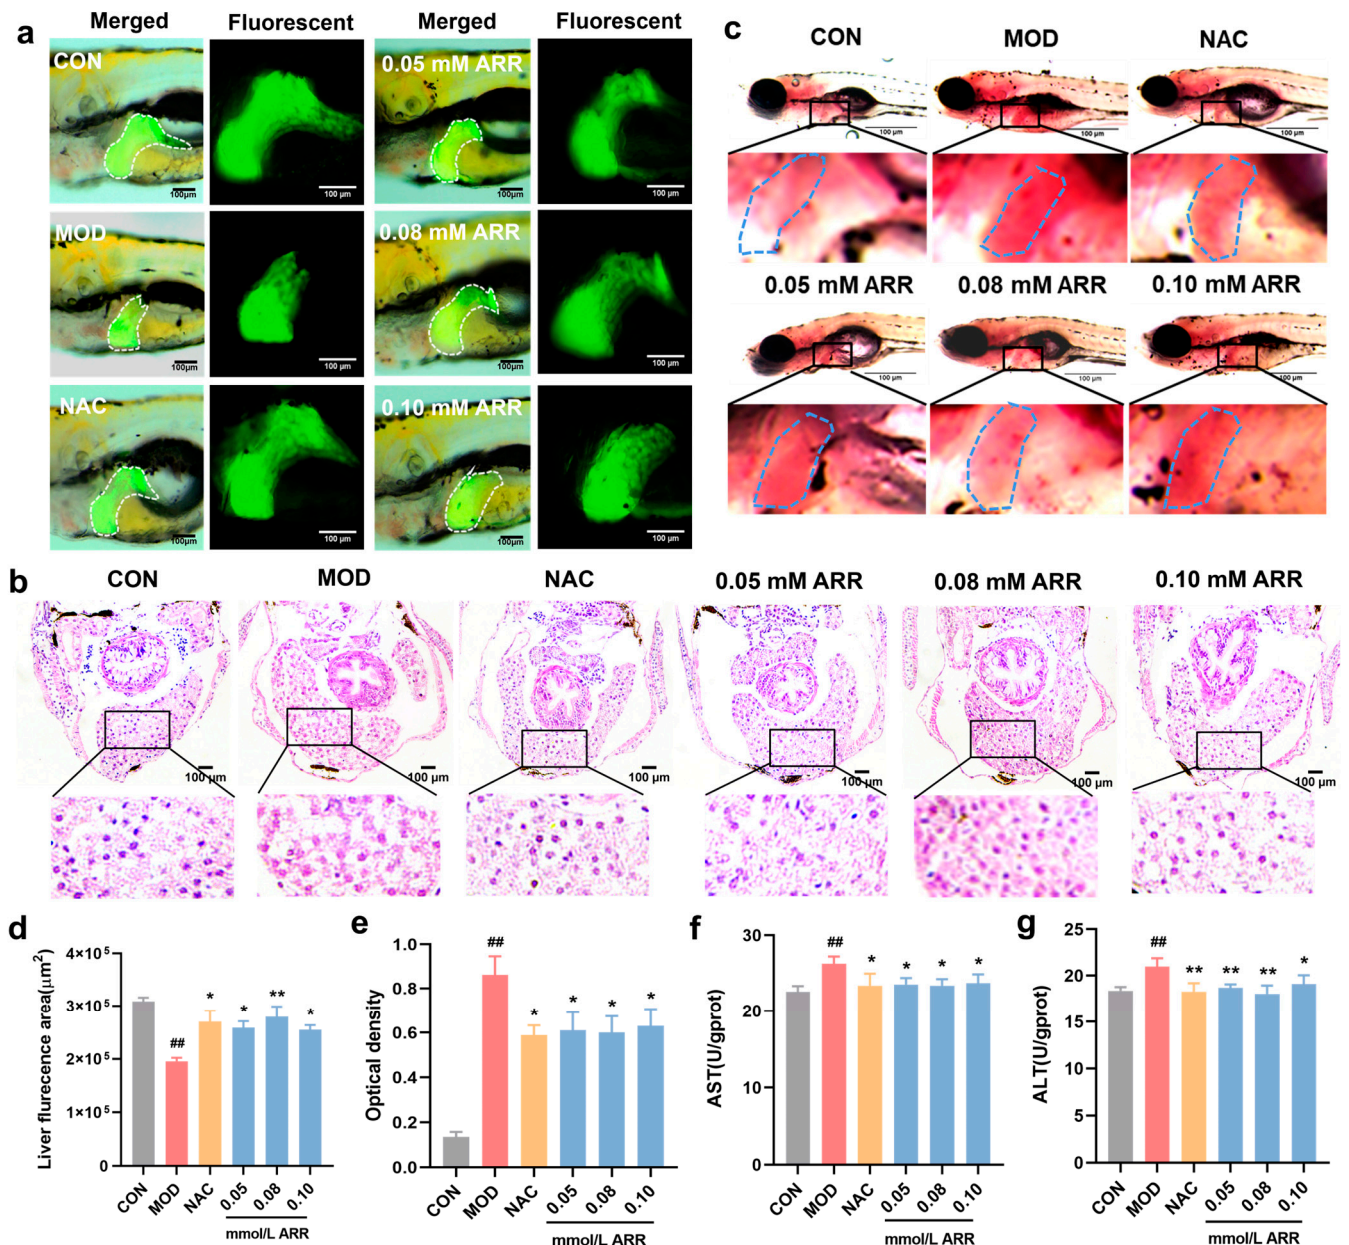 a
Merged
Fluorescent
Merged
Fluorescent
CON
100μm
100 μm
0.05 mM ARR
100μm
100 μm
MOD
100μm
100 μm
0.08 mM ARR
100μm
100 μm
NAC
100μm
100 μm
0.10 mM ARR
100μm
100 μm
c
CON
MOD
NAC
100 μm
100 μm
100 μm
0.05 mM ARR
0.08 mM ARR
0.10 mM ARR
100 μm
100 μm
100 μm
b
CON
MOD
NAC
0.05 mM ARR
0.08 mM ARR
0.10 mM ARR
100 μm
100 μm
100 μm
100 μm
100 μm
100 μm
d
Liver flurecence area(μm²)
4×10⁵
3×10⁵
2×10⁵
1×10⁵
0
##
*
*
**
*
CON
MOD
NAC
0.05
0.08
0.10
mmol/L ARR
e
Optical density
1.0
0.8
0.6
0.4
0.2
0.0
##
*
*
*
*
CON
MOD
NAC
0.05
0.08
0.10
mmol/L ARR
f
AST(U/gprot)
30
20
10
0
##
*
*
*
*
CON
MOD
NAC
0.05
0.08
0.10
mmol/L ARR
g
ALT(U/gprot)
25
20
15
10
5
0
##
**
**
**
*
CON
MOD
NAC
0.05
0.08
0.10
mmol/L ARR